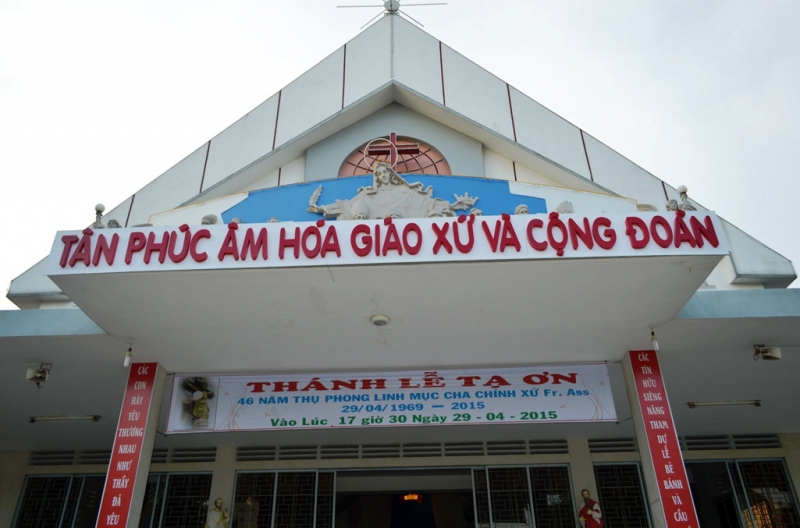 TÂN PHÚC ÂM HÓA GIÁO XỨ VÀ CỘNG ĐOÀN
THÁNH LỄ TẠ ƠN
46 NĂM THỤ PHONG LINH MỤC CHA CHÍNH XỨ Fr. Ass
29/04/1969 — 2015
Vào Lúc 17 giờ 30 Ngày 29 - 04 - 2015
CÁC
CON
HÃY
YÊU
THƯƠNG
NHAU
NHƯ
THẦY
ĐÃ
YÊU
CÁC
TÍN
HỮU
SIÊNG
NĂNG
THAM
DỰ
LỄ BẺ
BÁNH
VÀ CẦU